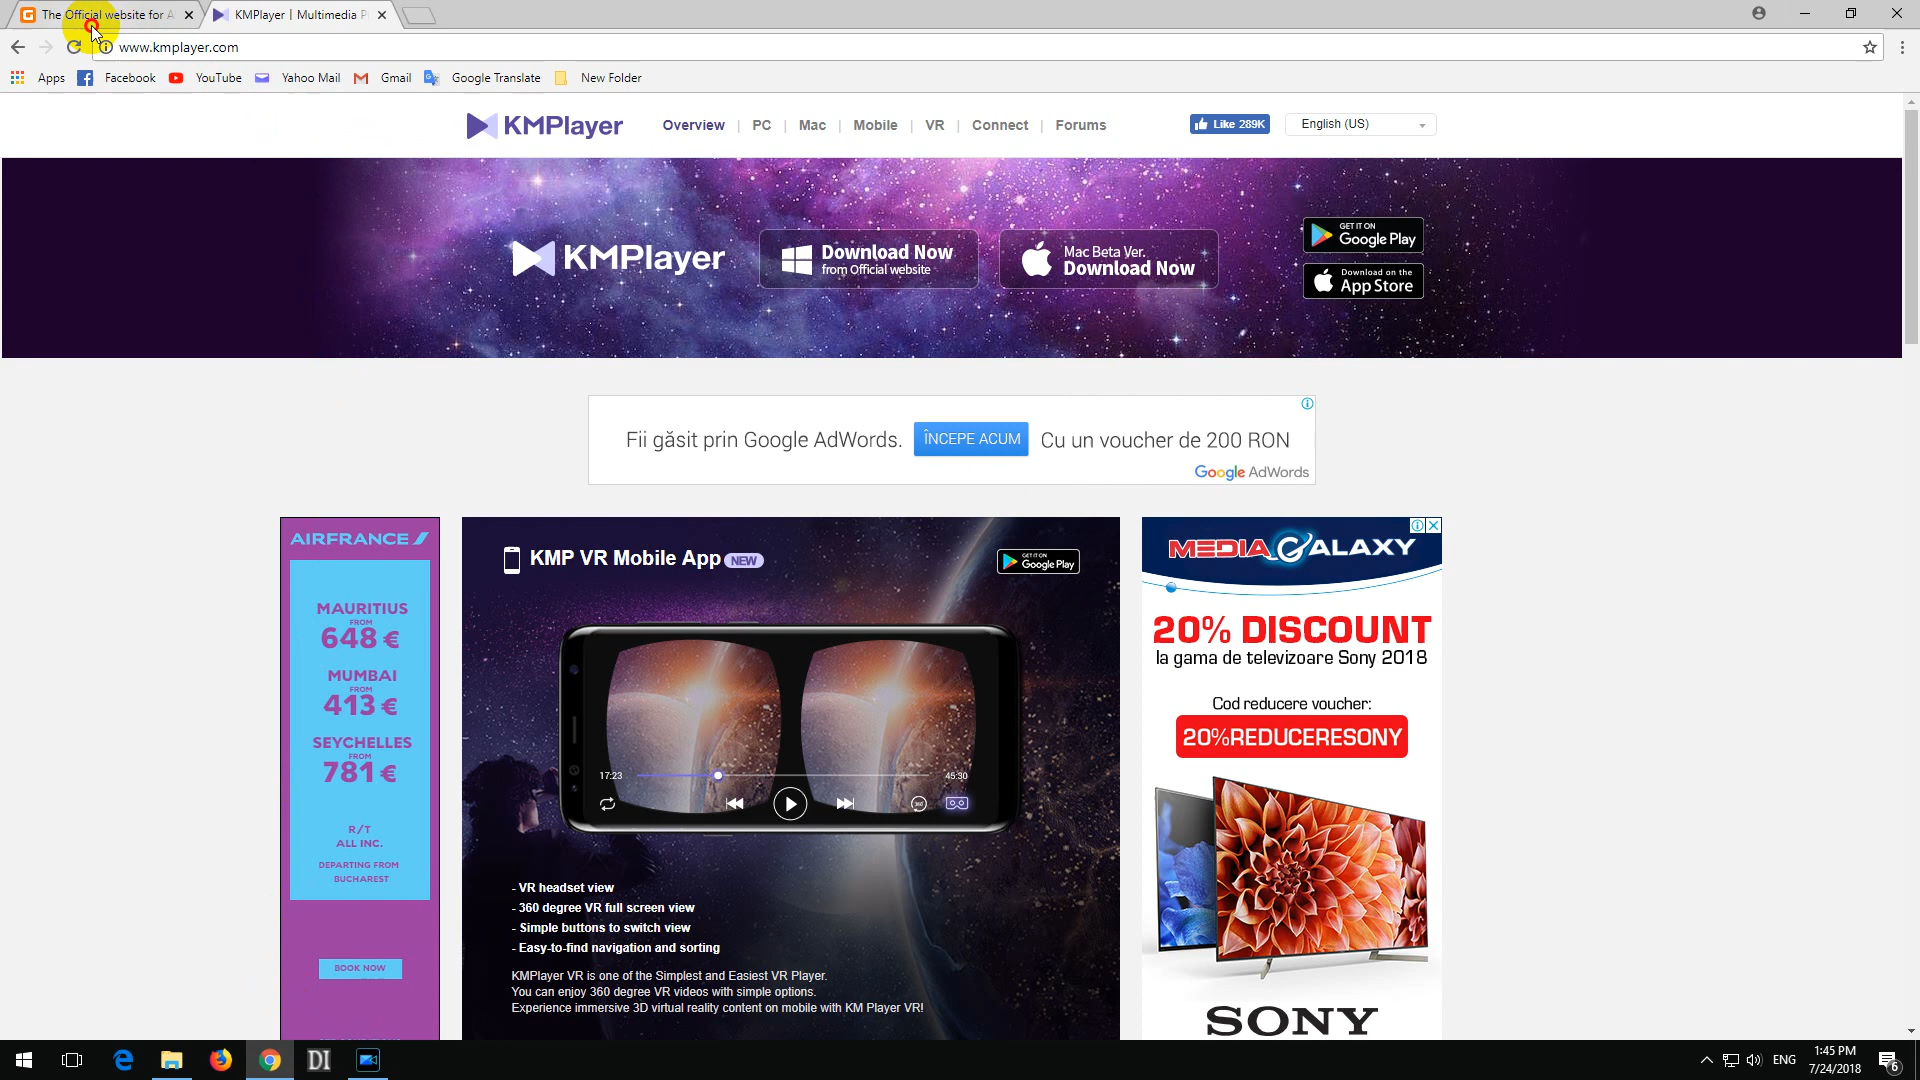 The Official website for A
KMPlayer | Multimedia P
www.kmplayer.com
Apps
Facebook
YouTube
Yahoo Mail
Gmail
Google Translate
New Folder
KMPlayer
Overview | PC | Mac | Mobile | VR | Connect | Forums
Like 289K
English (US)
KMPlayer
Download Now
from Official website
Mac Beta Ver.
Download Now
GET IT ON
Google Play
Download on the
App Store
Fii găsit prin Google AdWords. ÎNCEPE ACUM Cu un voucher de 200 RON
Google AdWords
AIRFRANCE
MAURITIUS
FROM
648 €
MUMBAI
FROM
413 €
SEYCHELLES
FROM
781 €
R/T
ALL INC.
DEPARTING FROM
BUCHAREST
BOOK NOW
KMP VR Mobile App NEW
GET IT ON
Google Play
17:23
45:30
360
- VR headset view
- 360 degree VR full screen view
- Simple buttons to switch view
- Easy-to-find navigation and sorting
KMPlayer VR is one of the Simplest and Easiest VR Player.
You can enjoy 360 degree VR videos with simple options.
Experience immersive 3D virtual reality content on mobile with KM Player VR!
MEDIA GALAXY
20% DISCOUNT
la gama de televizoare Sony 2018
Cod reducere voucher:
20%REDUCERESONY
SONY
DI
ENG
1:45 PM
7/24/2018
6